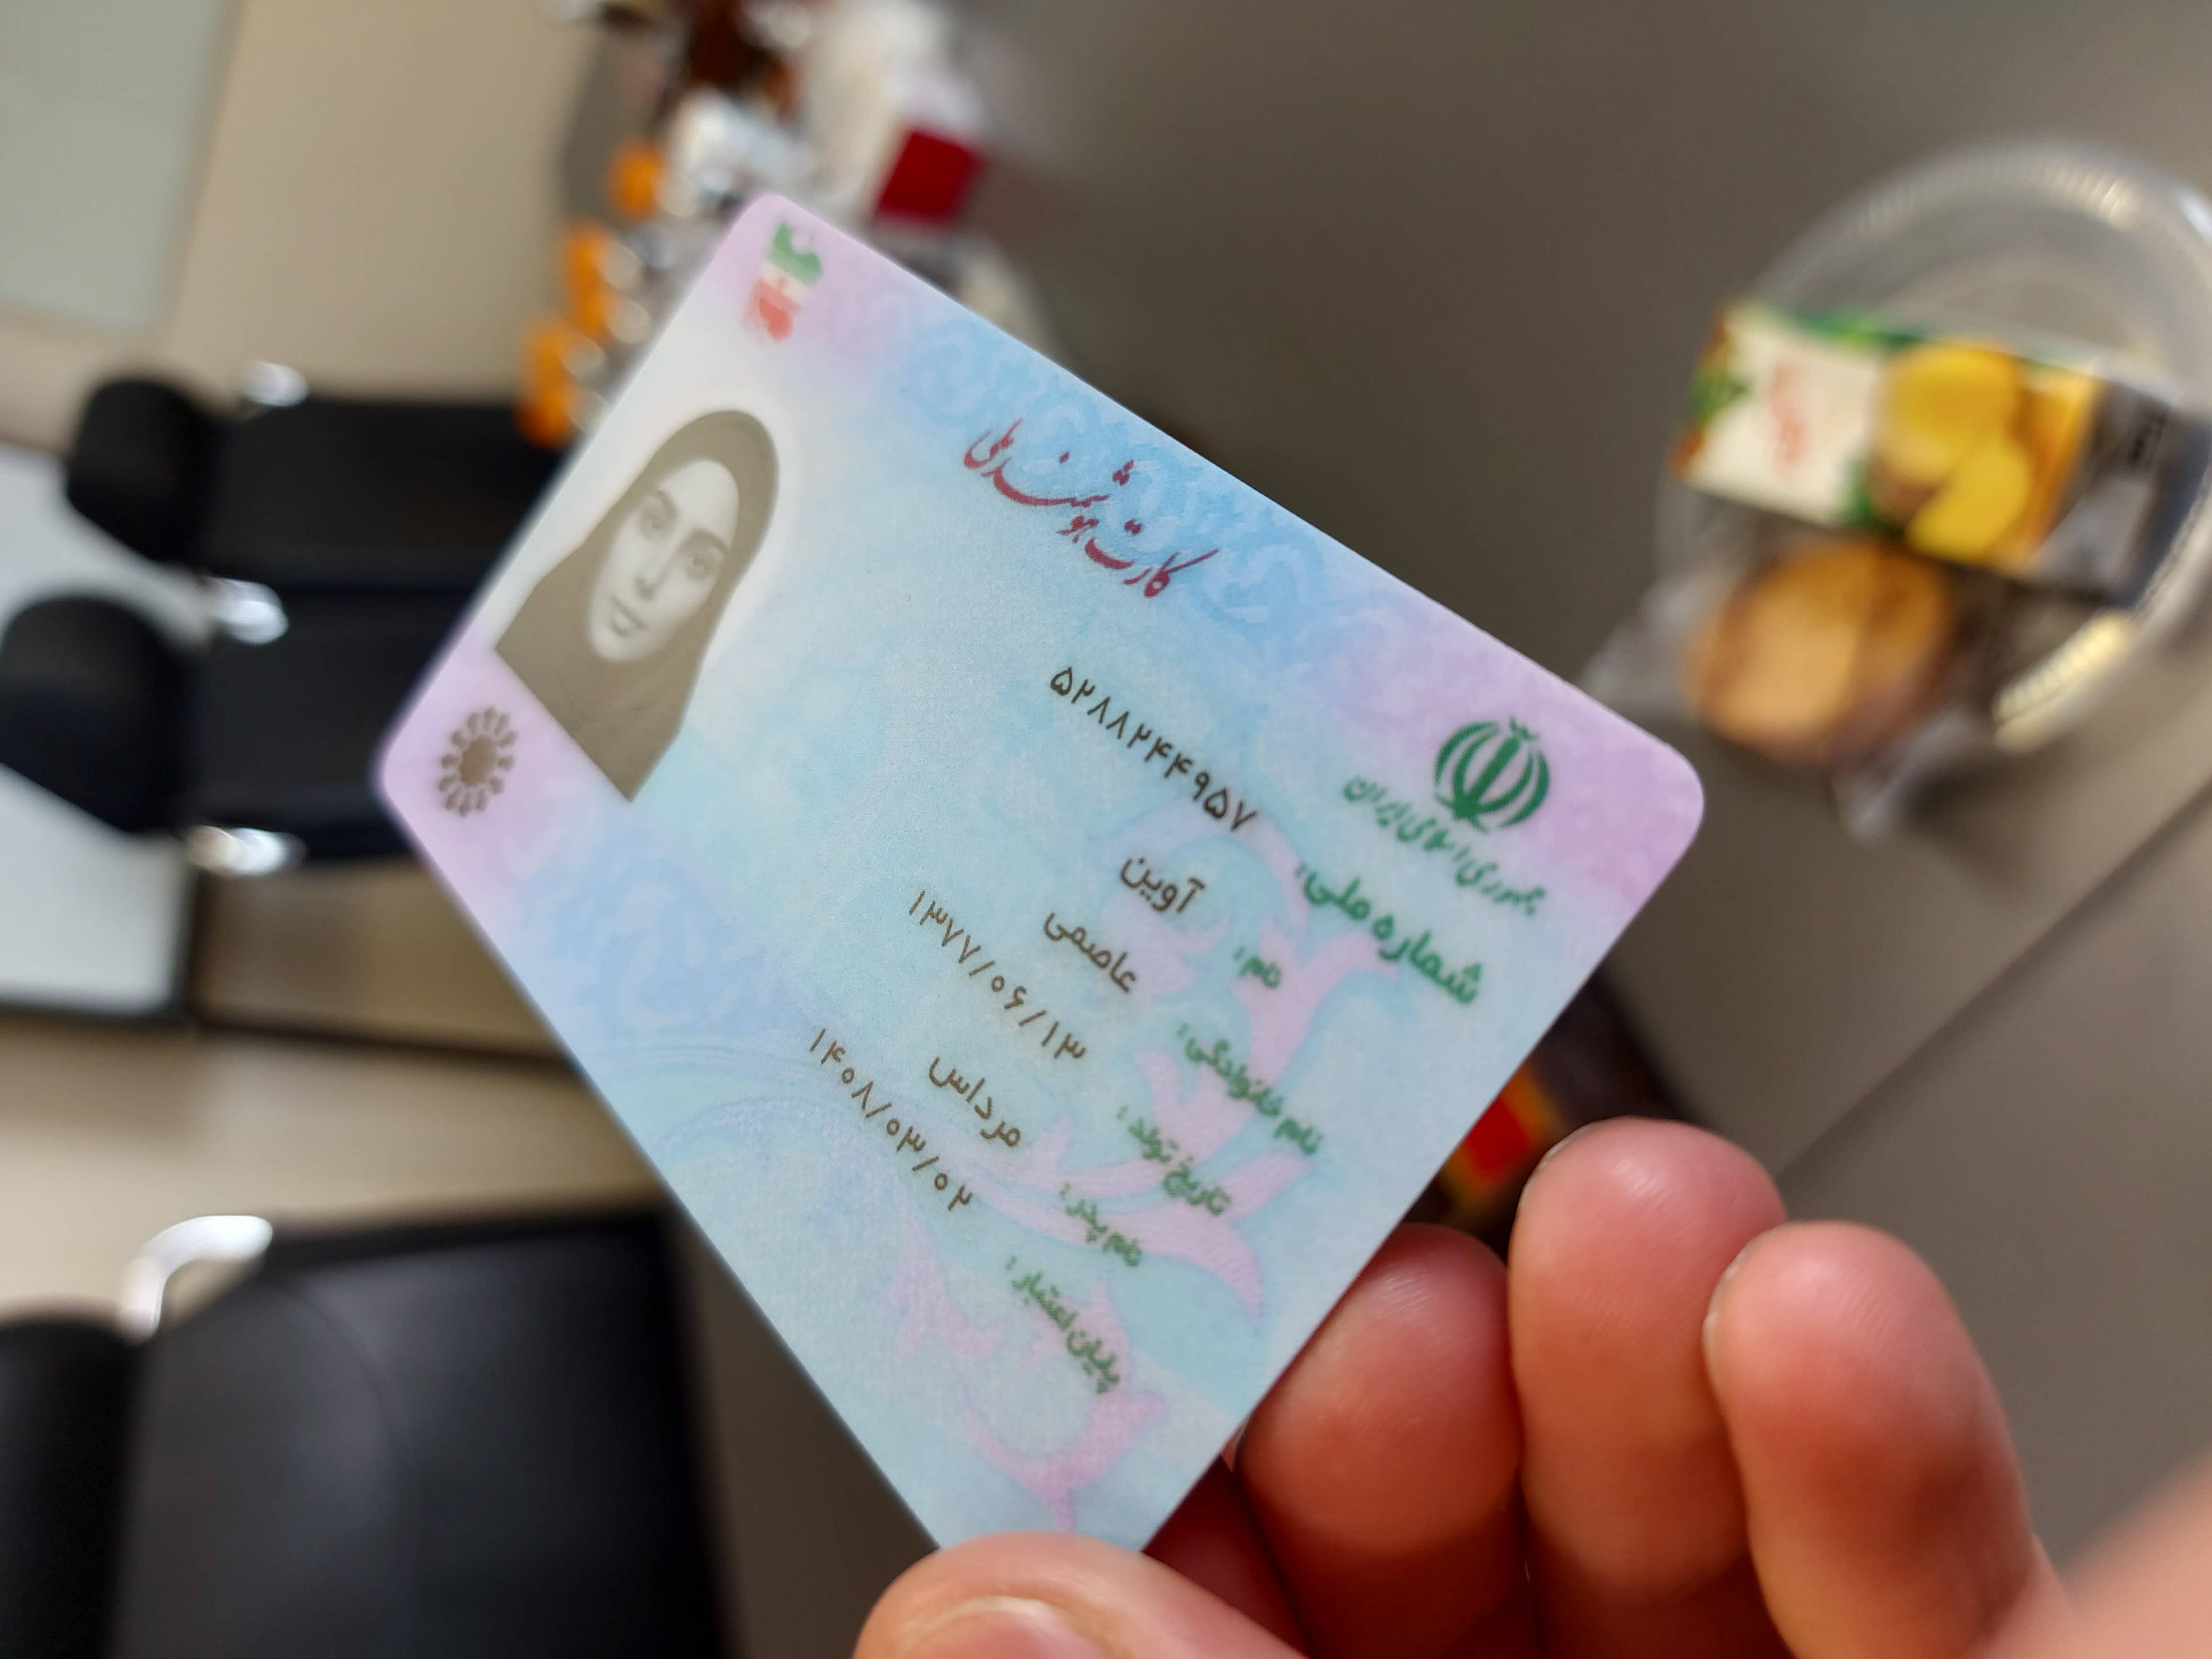 کارت هوشمند ملی
جمهوری اسلامی ایران
شماره ملی: ۵۲۸۸۲۴۴۹۵۷
نام: آوین
نام خانوادگی: عاصمی
تاریخ تولد: ۱۳۷۷/۰۶/۱۳
نام پدر: مرداس
پایان اعتبار: ۱۴۰۸/۰۳/۰۲